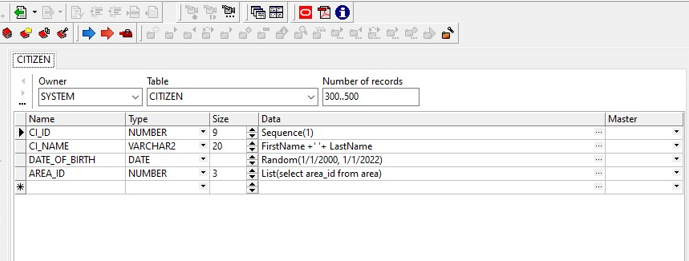 CITIZEN
Owner Table Number of records
SYSTEM CITIZEN 300..500
Name Type Size Data Master
CI_ID NUMBER 9 Sequence(1) ...
CI_NAME VARCHAR2 20 FirstName +' '+ LastName ...
DATE_OF_BIRTH DATE Random(1/1/2000, 1/1/2022) ...
AREA_ID NUMBER 3 List(select area_id from area) ...